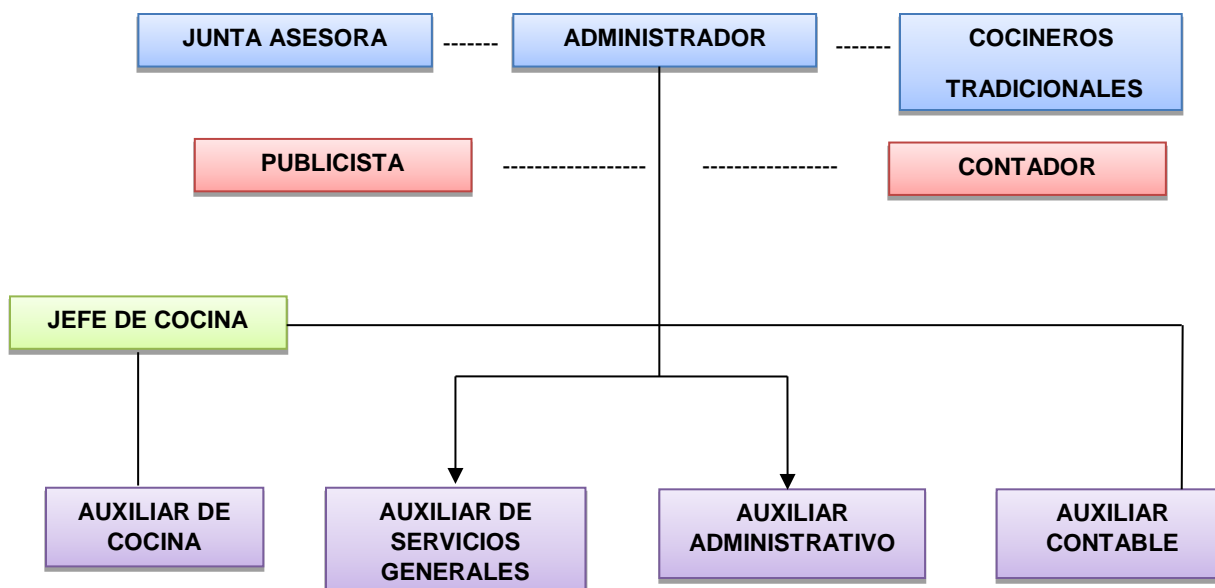 JUNTA ASESORA
ADMINISTRADOR
COCINEROS
TRADICIONALES
PUBLICISTA
CONTADOR
JEFE DE COCINA
AUXILIAR DE
COCINA
AUXILIAR DE
SERVICIOS
GENERALES
AUXILIAR
ADMINISTRATIVO
AUXILIAR
CONTABLE